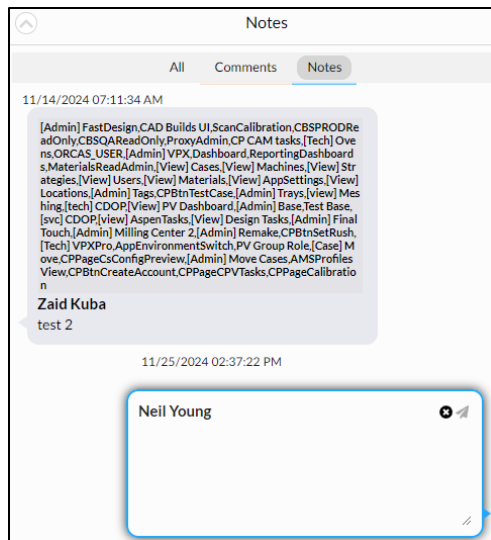 Notes
All Comments Notes
11/14/2024 07:11:34 AM
[Admin] FastDesign,CAD Builds UI,ScanCalibration,CBSPRODRe
adOnly,CBSQAReadOnly,ProxyAdmin,CP CAM tasks,[Tech] Ove
ns,ORCAS_USER,[Admin] VPX,Dashboard,ReportingDashboard
s,MaterialsReadAdmin,[View] Cases,[View] Machines,[View] Str
ategies,[View] Users,[View] Materials,[View] AppSettings,[View]
Locations,[Admin] Tags,CPBtnTestCase,[Admin] Trays,[view] Mes
hing,[tech] CDOP,[View] PV Dashboard,[Admin] Base,Test Base,
[svc] CDOP,[view] AspenTasks,[View] Design Tasks,[Admin] Final
Touch,[Admin] Milling Center 2,[Admin] Remake,CPBtnSetRush,
[Tech] VPXPro,AppEnvironmentSwitch,PV Group Role,[Case] M
ove,CPPageCsConfigPreview,[Admin] Move Cases,AMSProfiles
View,CPBtnCreateAccount,CPPageCPVTasks,CPPageCalibratio
n
Zaid Kuba
test 2
11/25/2024 02:37:22 PM
Neil Young